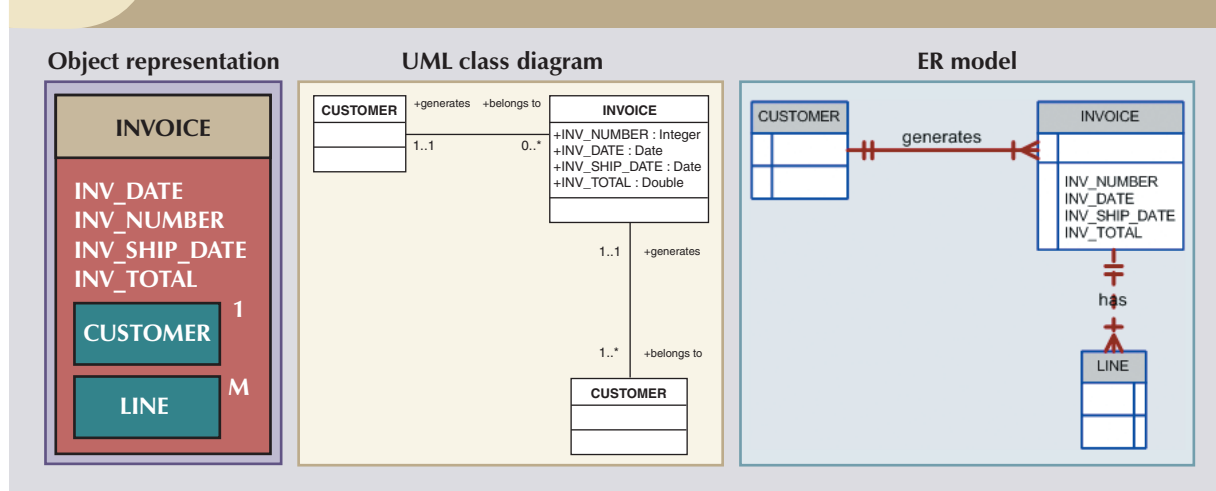 Object representation
INVOICE
INV_DATE
INV_NUMBER
INV_SHIP_DATE
INV_TOTAL
1
CUSTOMER
M
LINE
UML class diagram
CUSTOMER
+generates
+belongs to
1..1
0..*
INVOICE
+INV_NUMBER : Integer
+INV_DATE : Date
+INV_SHIP_DATE : Date
+INV_TOTAL : Double
1..1
+generates
1..*
+belongs to
CUSTOMER
ER model
CUSTOMER
generates
INVOICE
INV_NUMBER
INV_DATE
INV_SHIP_DATE
INV_TOTAL
has
LINE